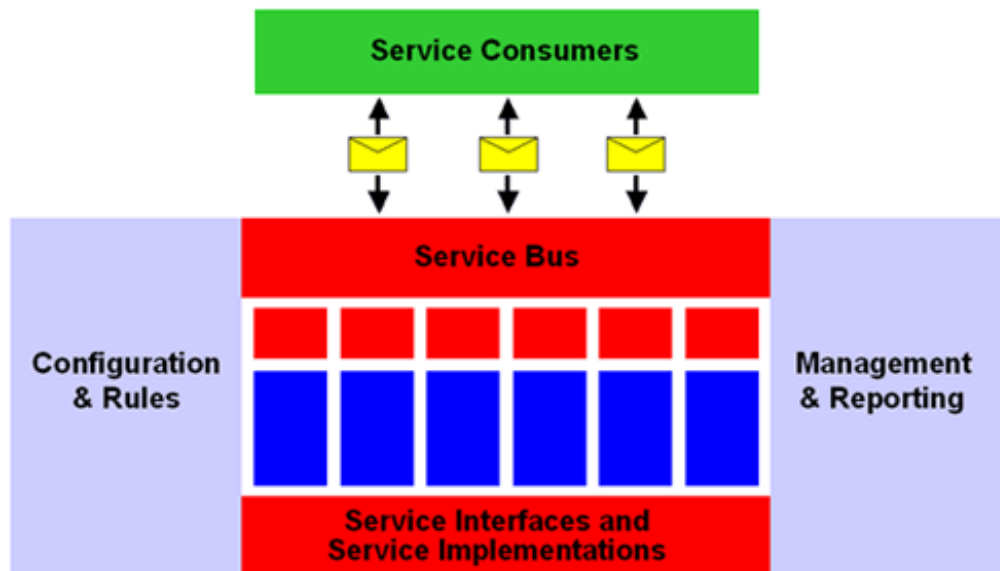 Service Consumers
Service Bus
Configuration
& Rules
Management
& Reporting
Service Interfaces and
Service Implementations